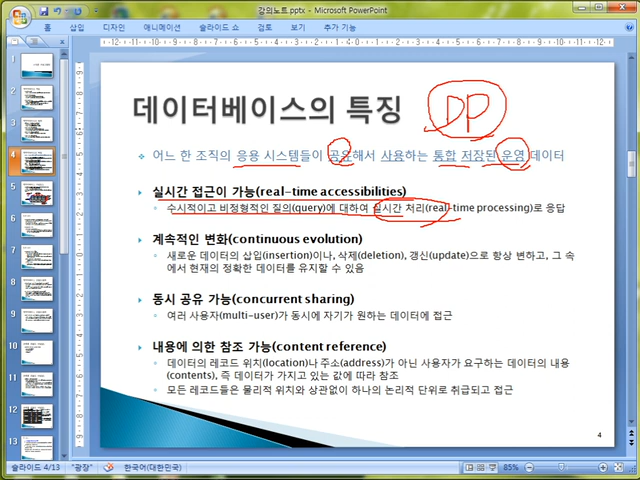 강의노트.pptx - Microsoft PowerPoint
홈 삽입 디자인 애니메이션 슬라이드 쇼 검토 보기 추가 기능
데이터베이스의 특징
DP
어느 한 조직의 응용 시스템들이 공유해서 사용하는 통합 저장된 운영 데이터
실시간 접근이 가능(real-time accessibilities)
수시적이고 비정형적인 질의(query)에 대하여 실시간 처리(real-time processing)로 응답
계속적인 변화(continuous evolution)
새로운 데이터의 삽입(insertion)이나, 삭제(deletion), 갱신(update)으로 항상 변하고, 그 속
에서 현재의 정확한 데이터를 유지할 수 있음
동시 공유 가능(concurrent sharing)
여러 사용자(multi-user)가 동시에 자기가 원하는 데이터에 접근
내용에 의한 참조 가능(content reference)
데이터의 레코드 위치(location)나 주소(address)가 아닌 사용자가 요구하는 데이터의 내용
(contents), 즉 데이터가 가지고 있는 값에 따라 참조
모든 레코드들은 물리적 위치와 상관없이 하나의 논리적 단위로 취급되고 접근
4
슬라이드 4/13 "광장" 한국어(대한민국) 85%